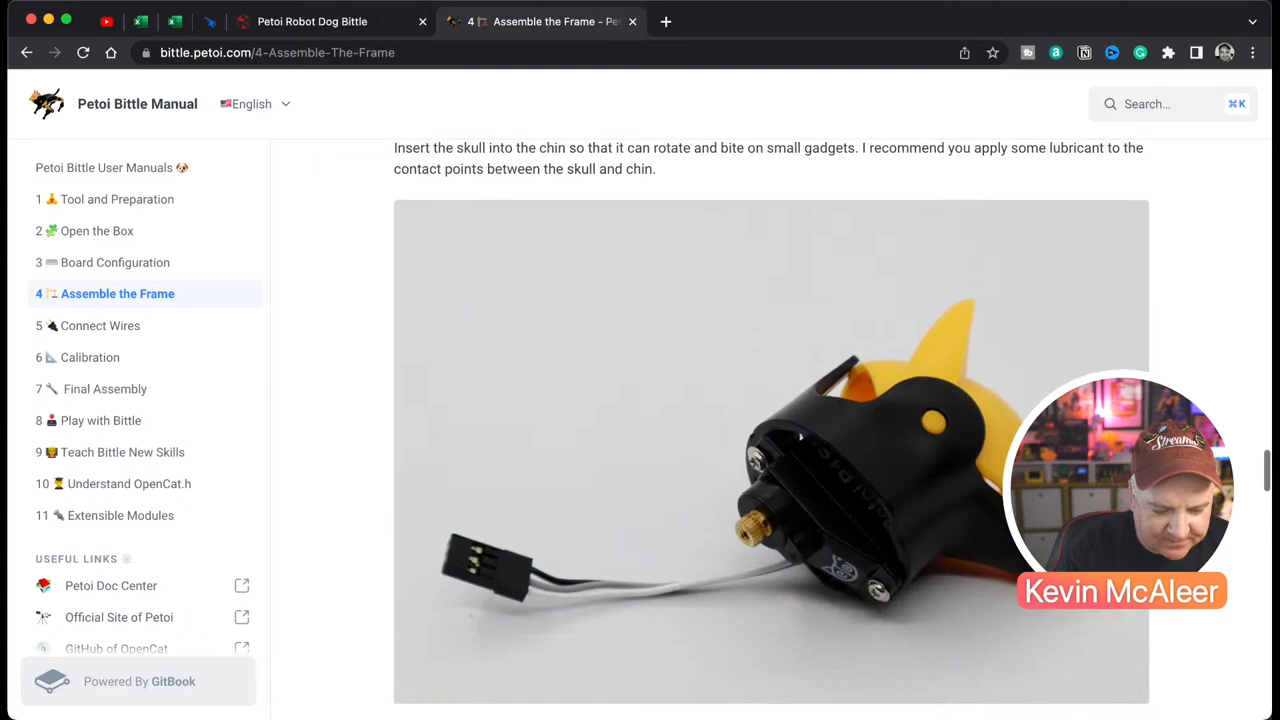 Petoi Robot Dog Bittle
4 Assemble the Frame - Pet
bittle.petoi.com/4-Assemble-The-Frame
Petoi Bittle Manual
English
Search...
⌘K
Petoi Bittle User Manuals
1 Tool and Preparation
2 Open the Box
3 Board Configuration
4 Assemble the Frame
5 Connect Wires
6 Calibration
7 Final Assembly
8 Play with Bittle
9 Teach Bittle New Skills
10 Understand OpenCat.h
11 Extensible Modules
USEFUL LINKS
Petoi Doc Center
Official Site of Petoi
GitHub of OpenCat
Powered By GitBook
Insert the skull into the chin so that it can rotate and bite on small gadgets. I recommend you apply some lubricant to the
contact points between the skull and chin.
Streams
Kevin McAleer